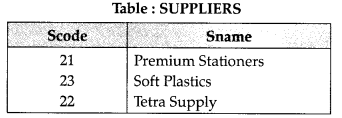 Table : SUPPLIERS
Scode Sname
21 Premium Stationers
23 Soft Plastics
22 Tetra Supply